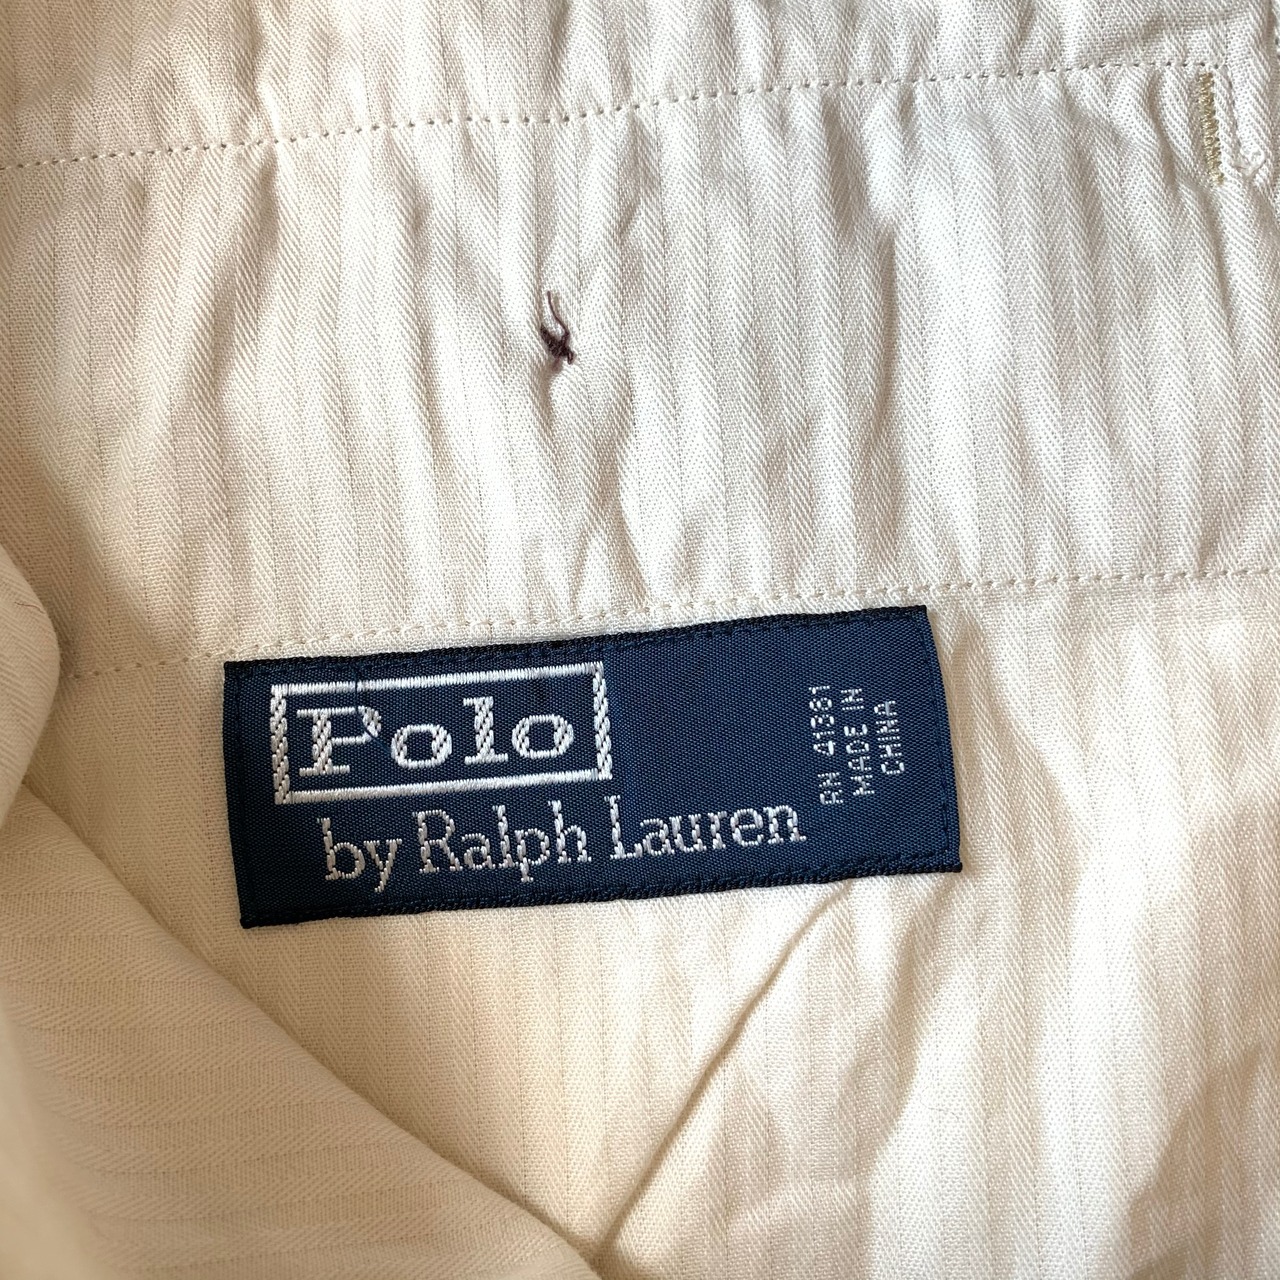 Polo
by Ralph Lauren
RN 41381
MADE IN
CHINA